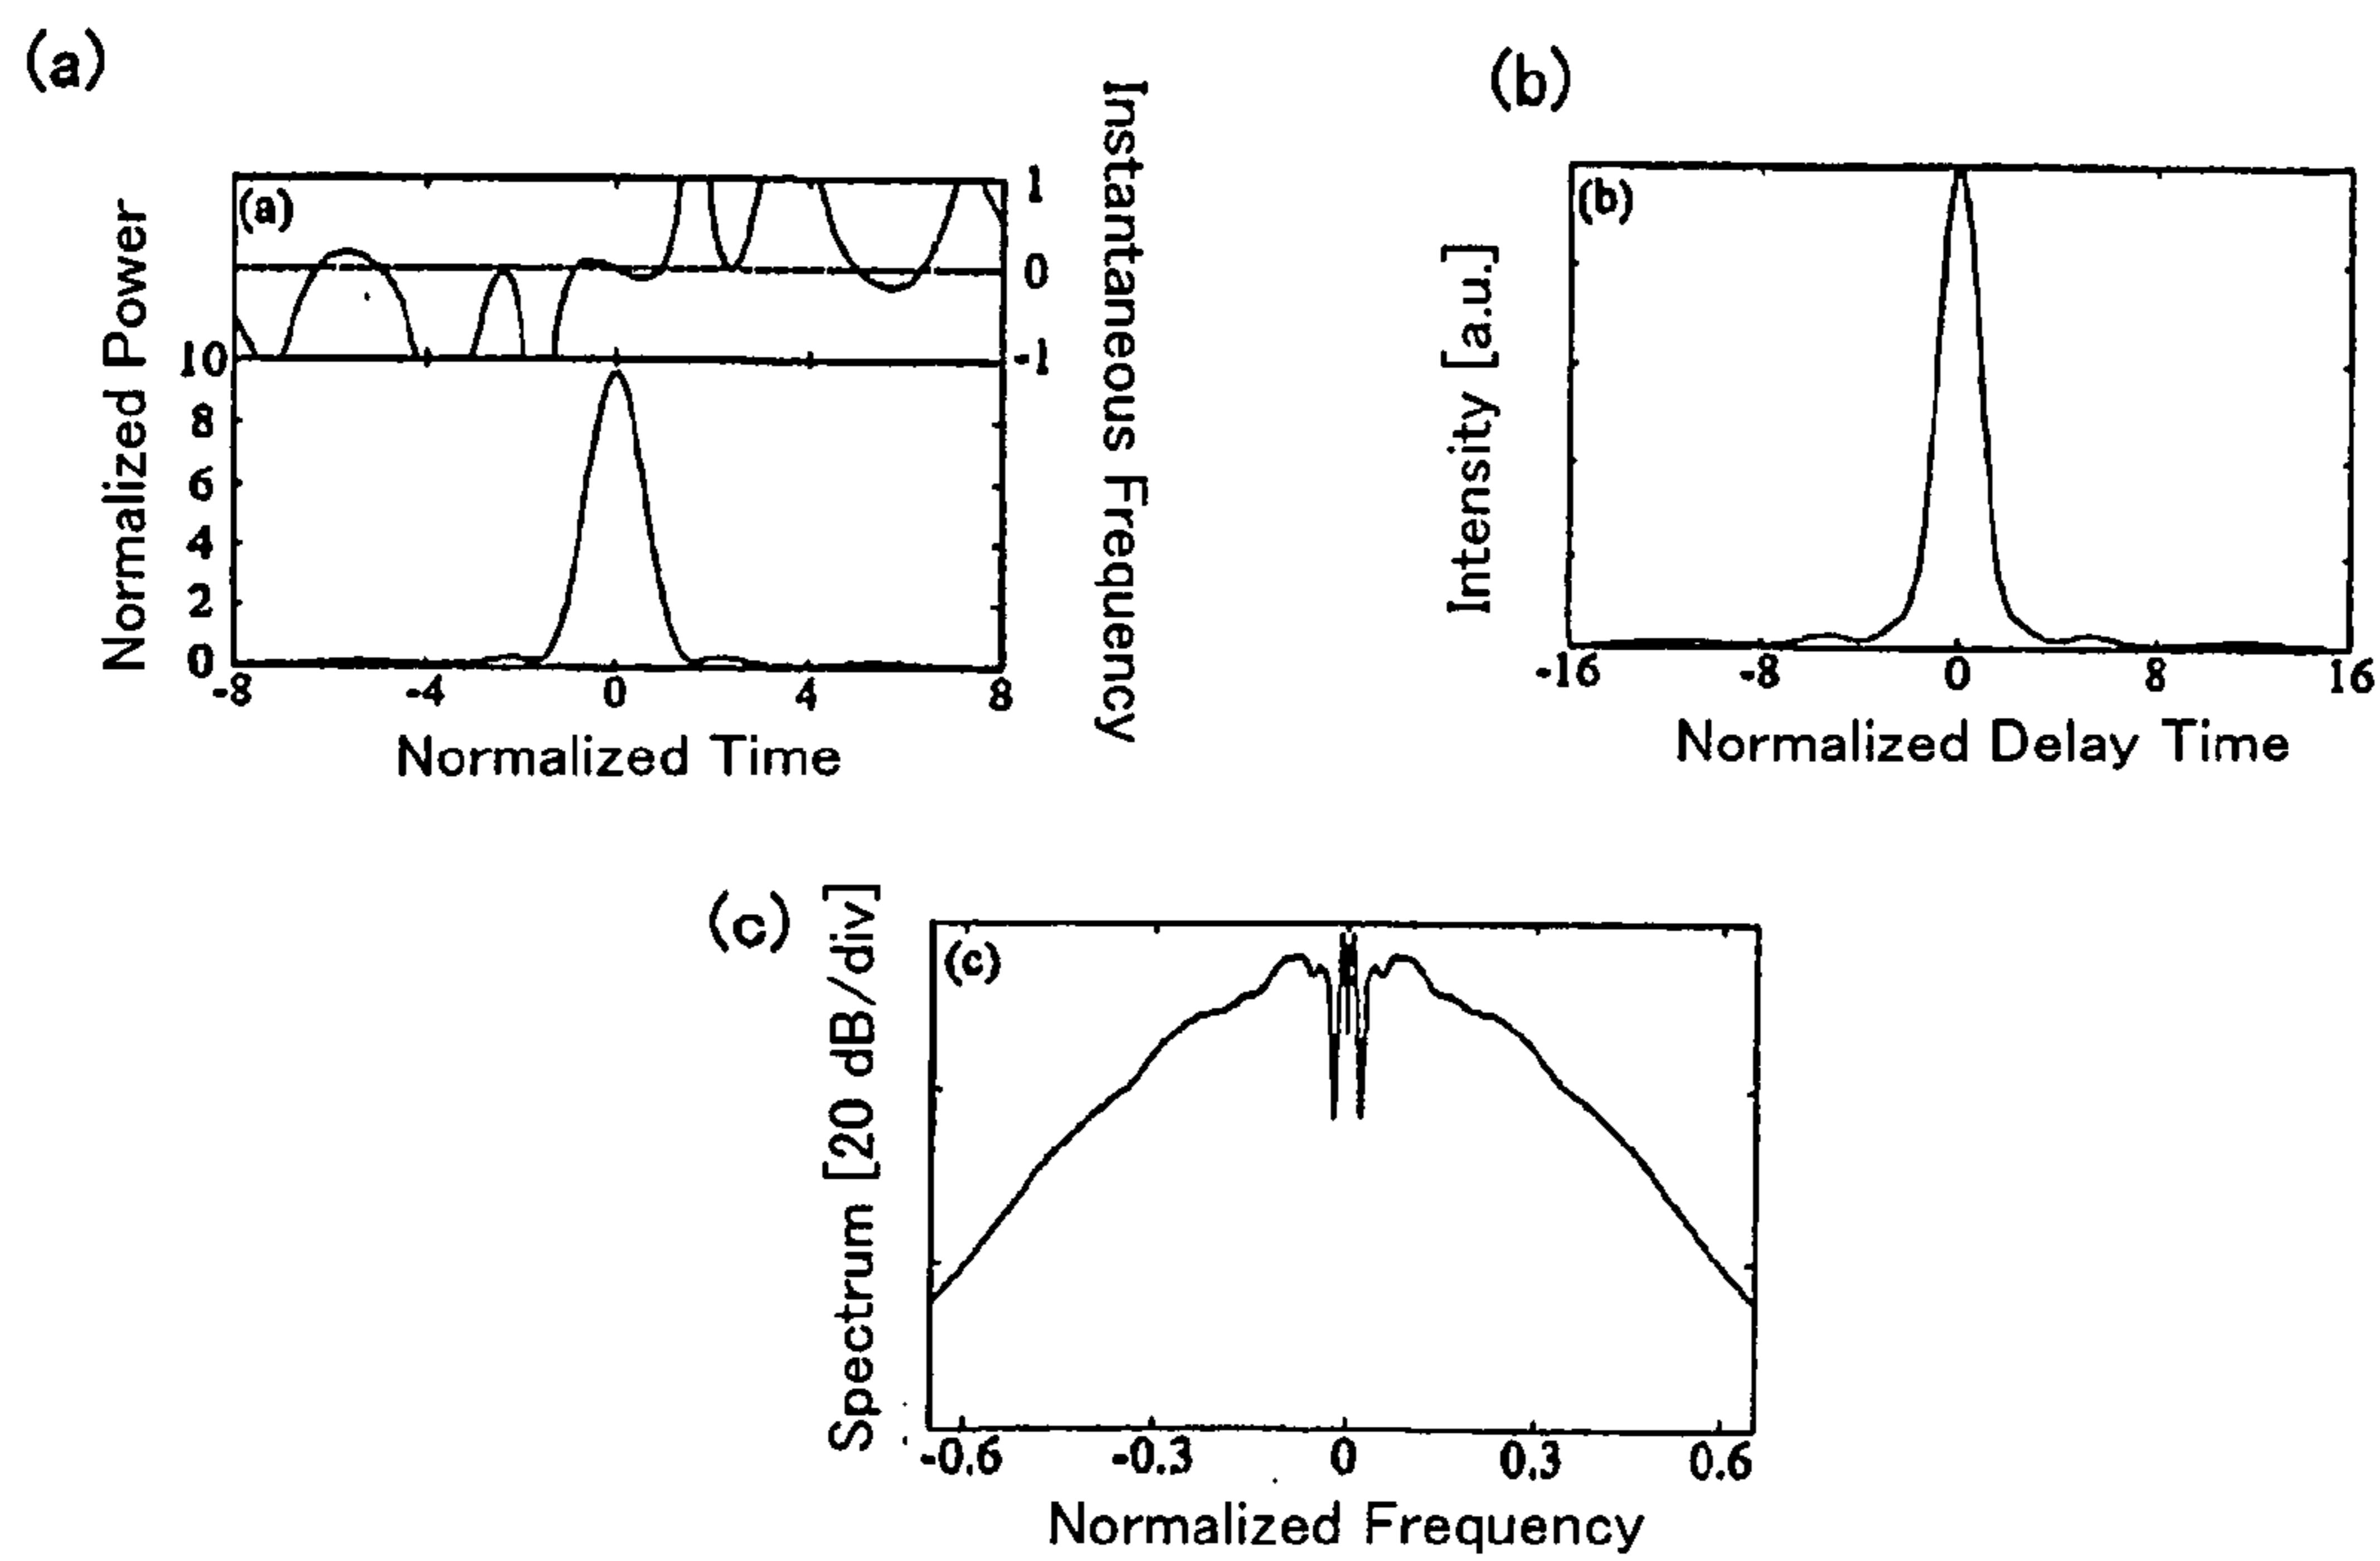 (a)
(a)
Normalized Power
10
8
6
4
2
0
1
0
-1
Instantaneous Frequency
-8 -4 0 4 8
Normalized Time
(b)
(b)
Intensity [a.u.]
-16 -8 0 8 16
Normalized Delay Time
(c)
(c)
Spectrum [20 dB/div]
-0.6 -0.3 0 0.3 0.6
Normalized Frequency